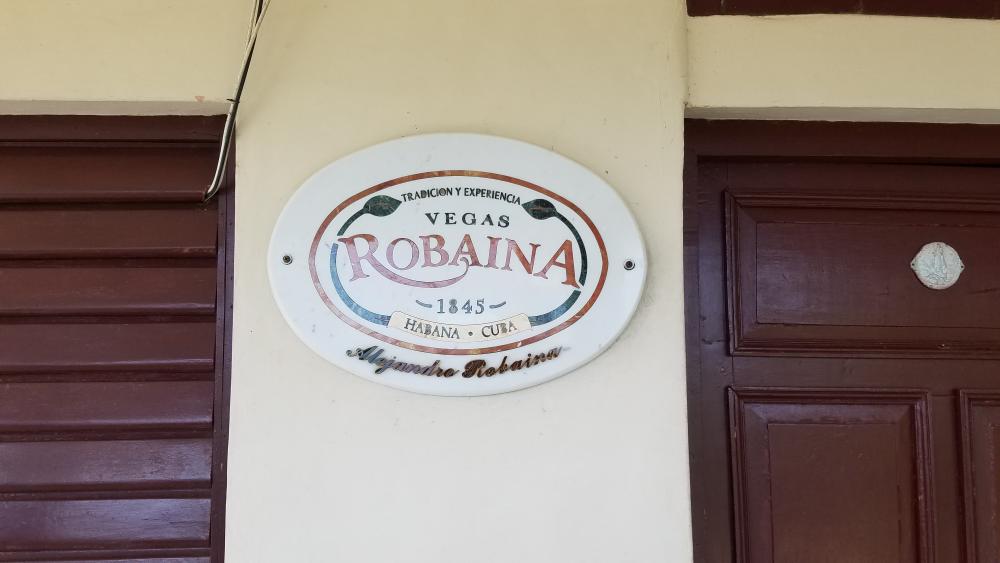 TRADICION Y EXPERIENCIA
VEGAS
ROBAINA
-1845-
HABANA · CUBA
Alejandro Robaina